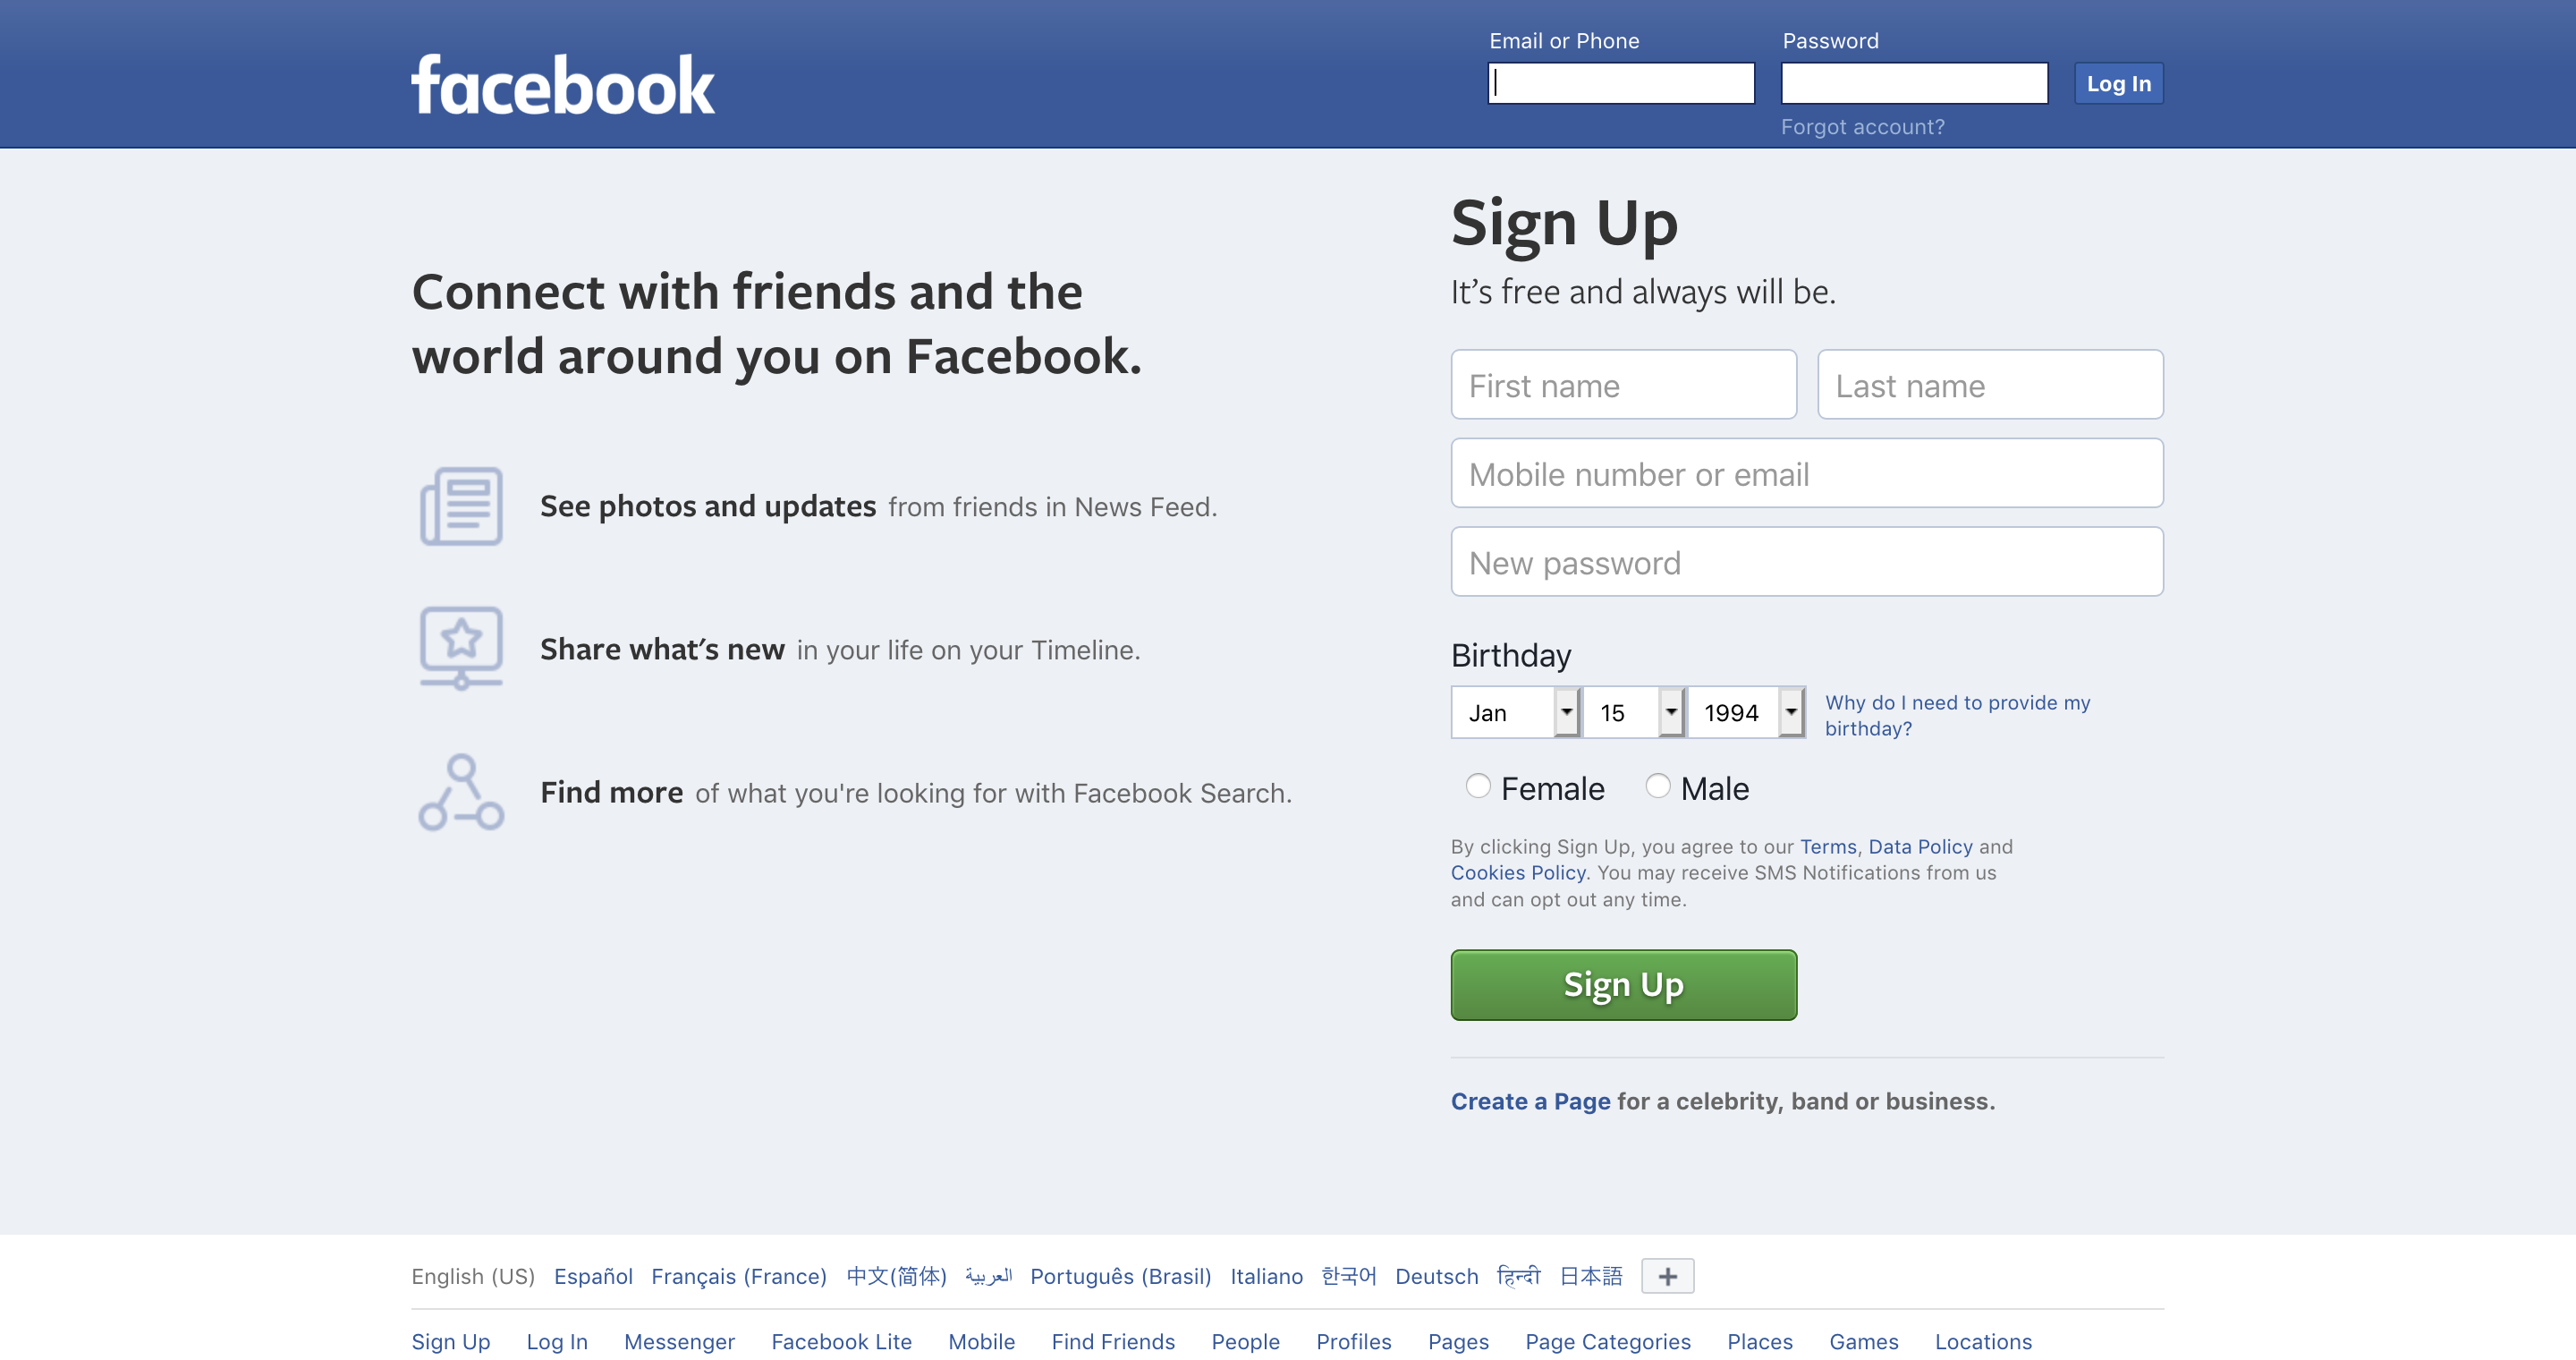 facebook
Email or Phone
Password
Log In
Forgot account?
Connect with friends and the
world around you on Facebook.
See photos and updates from friends in News Feed.
Share what's new in your life on your Timeline.
Find more of what you're looking for with Facebook Search.
Sign Up
It’s free and always will be.
First name
Last name
Mobile number or email
New password
Birthday
Jan 15 1994
Why do I need to provide my
birthday?
Female Male
By clicking Sign Up, you agree to our Terms, Data Policy and
Cookies Policy. You may receive SMS Notifications from us
and can opt out any time.
Sign Up
Create a Page for a celebrity, band or business.
English (US) Español Français (France) 中文(简体) العربية Português (Brasil) Italiano 한국어 Deutsch हिन्दी 日本語 +
Sign Up Log In Messenger Facebook Lite Mobile Find Friends People Profiles Pages Page Categories Places Games Locations